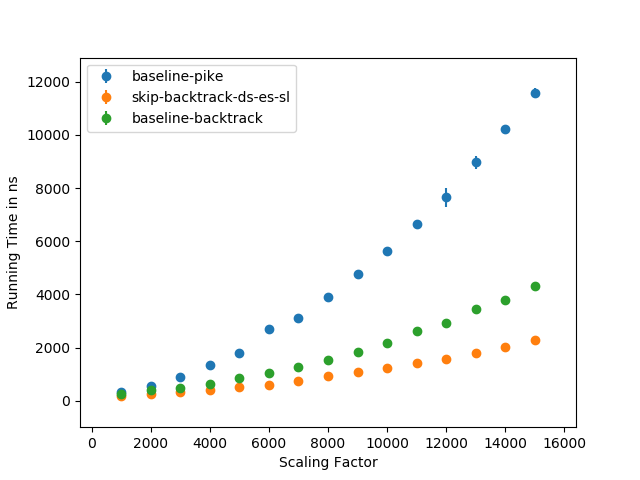 baseline-pike
skip-backtrack-ds-es-sl
baseline-backtrack
12000
10000
8000
6000
4000
2000
0
Running Time in ns
0 2000 4000 6000 8000 10000 12000 14000 16000
Scaling Factor